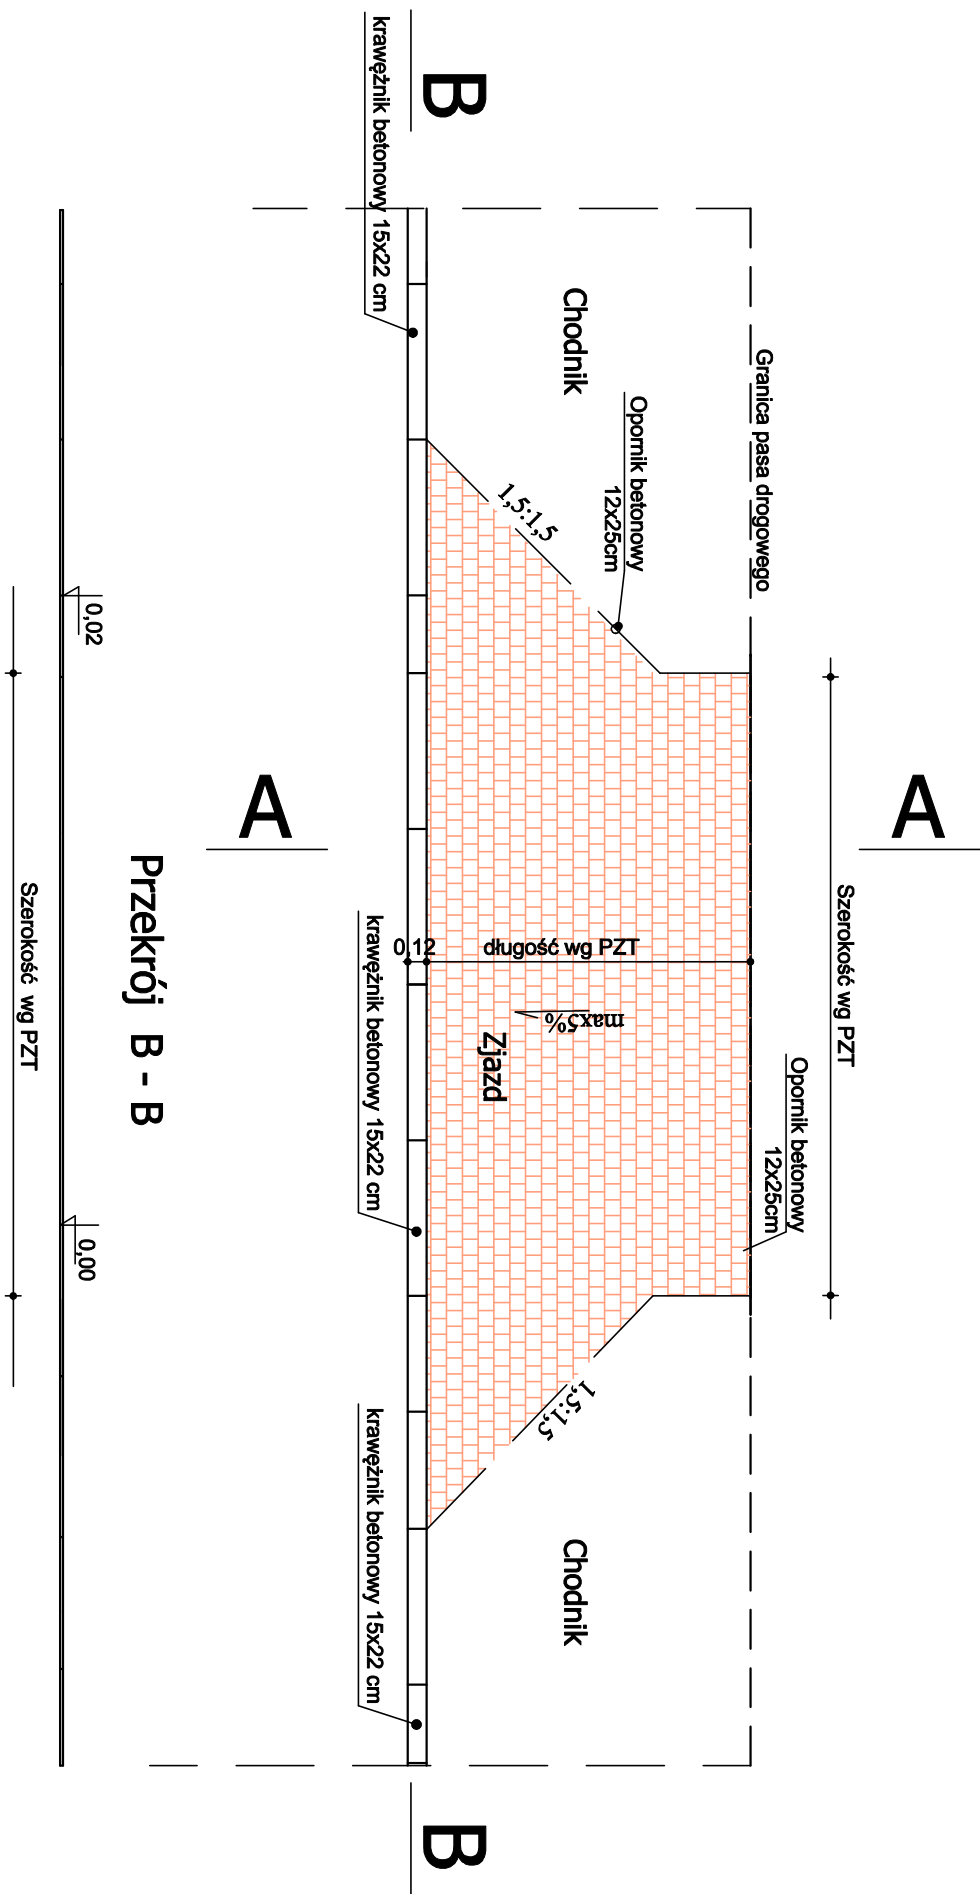 A
A
Szerokość wg PZT
Granica pasa drogowego
Opornik betonowy
12x25cm
Opornik betonowy
12x25cm
Chodnik
1,5:1,5
długość wg PZT
max5%
1,5:1,5
Chodnik
Zjazd
B
0,12
B
krawężnik betonowy 15x22 cm
krawężnik betonowy 15x22 cm
krawężnik betonowy 15x22 cm
Przekrój B - B
0,02
0,00
Szerokość wg PZT